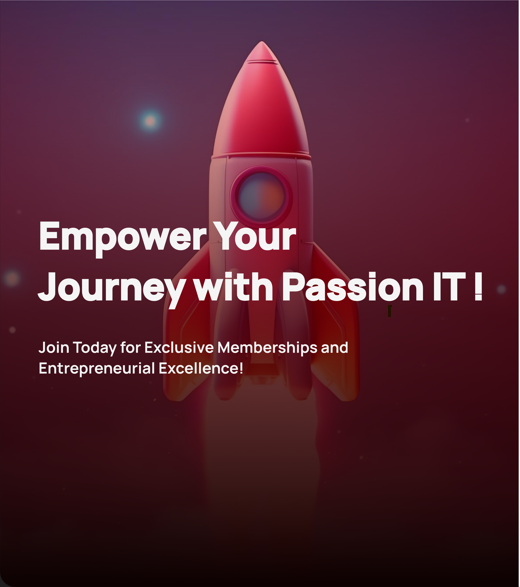 Empower Your
Journey with Passion IT !
Join Today for Exclusive Memberships and
Entrepreneurial Excellence!